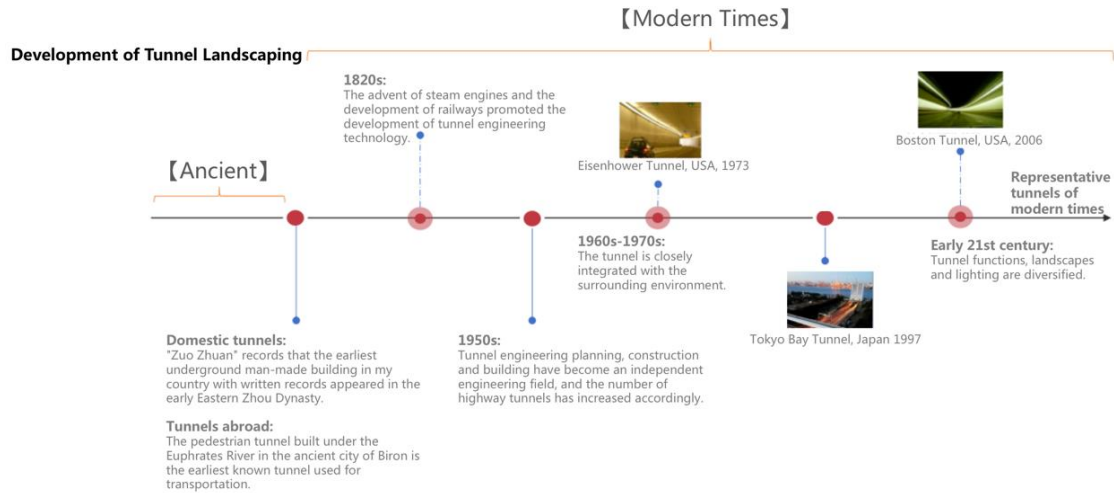 【Modern Times】
Development of Tunnel Landscaping
1820s:
The advent of steam engines and the
development of railways promoted the
development of tunnel engineering
technology.
Eisenhower Tunnel, USA, 1973
Boston Tunnel, USA, 2006
【Ancient】
Representative
tunnels of
modern times
1960s-1970s:
The tunnel is closely
integrated with the
surrounding environment.
Early 21st century:
Tunnel functions, landscapes
and lighting are diversified.
Domestic tunnels:
"Zuo Zhuan" records that the earliest
underground man-made building in my
country with written records appeared in the
early Eastern Zhou Dynasty.
Tunnels abroad:
The pedestrian tunnel built under the
Euphrates River in the ancient city of Biron is
the earliest known tunnel used for
transportation.
1950s:
Tunnel engineering planning, construction
and building have become an independent
engineering field, and the number of
highway tunnels has increased accordingly.
Tokyo Bay Tunnel, Japan 1997